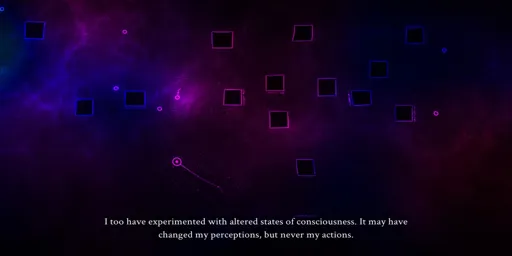 I too have experimented with altered states of consciousness. It may have
changed my perceptions, but never my actions.